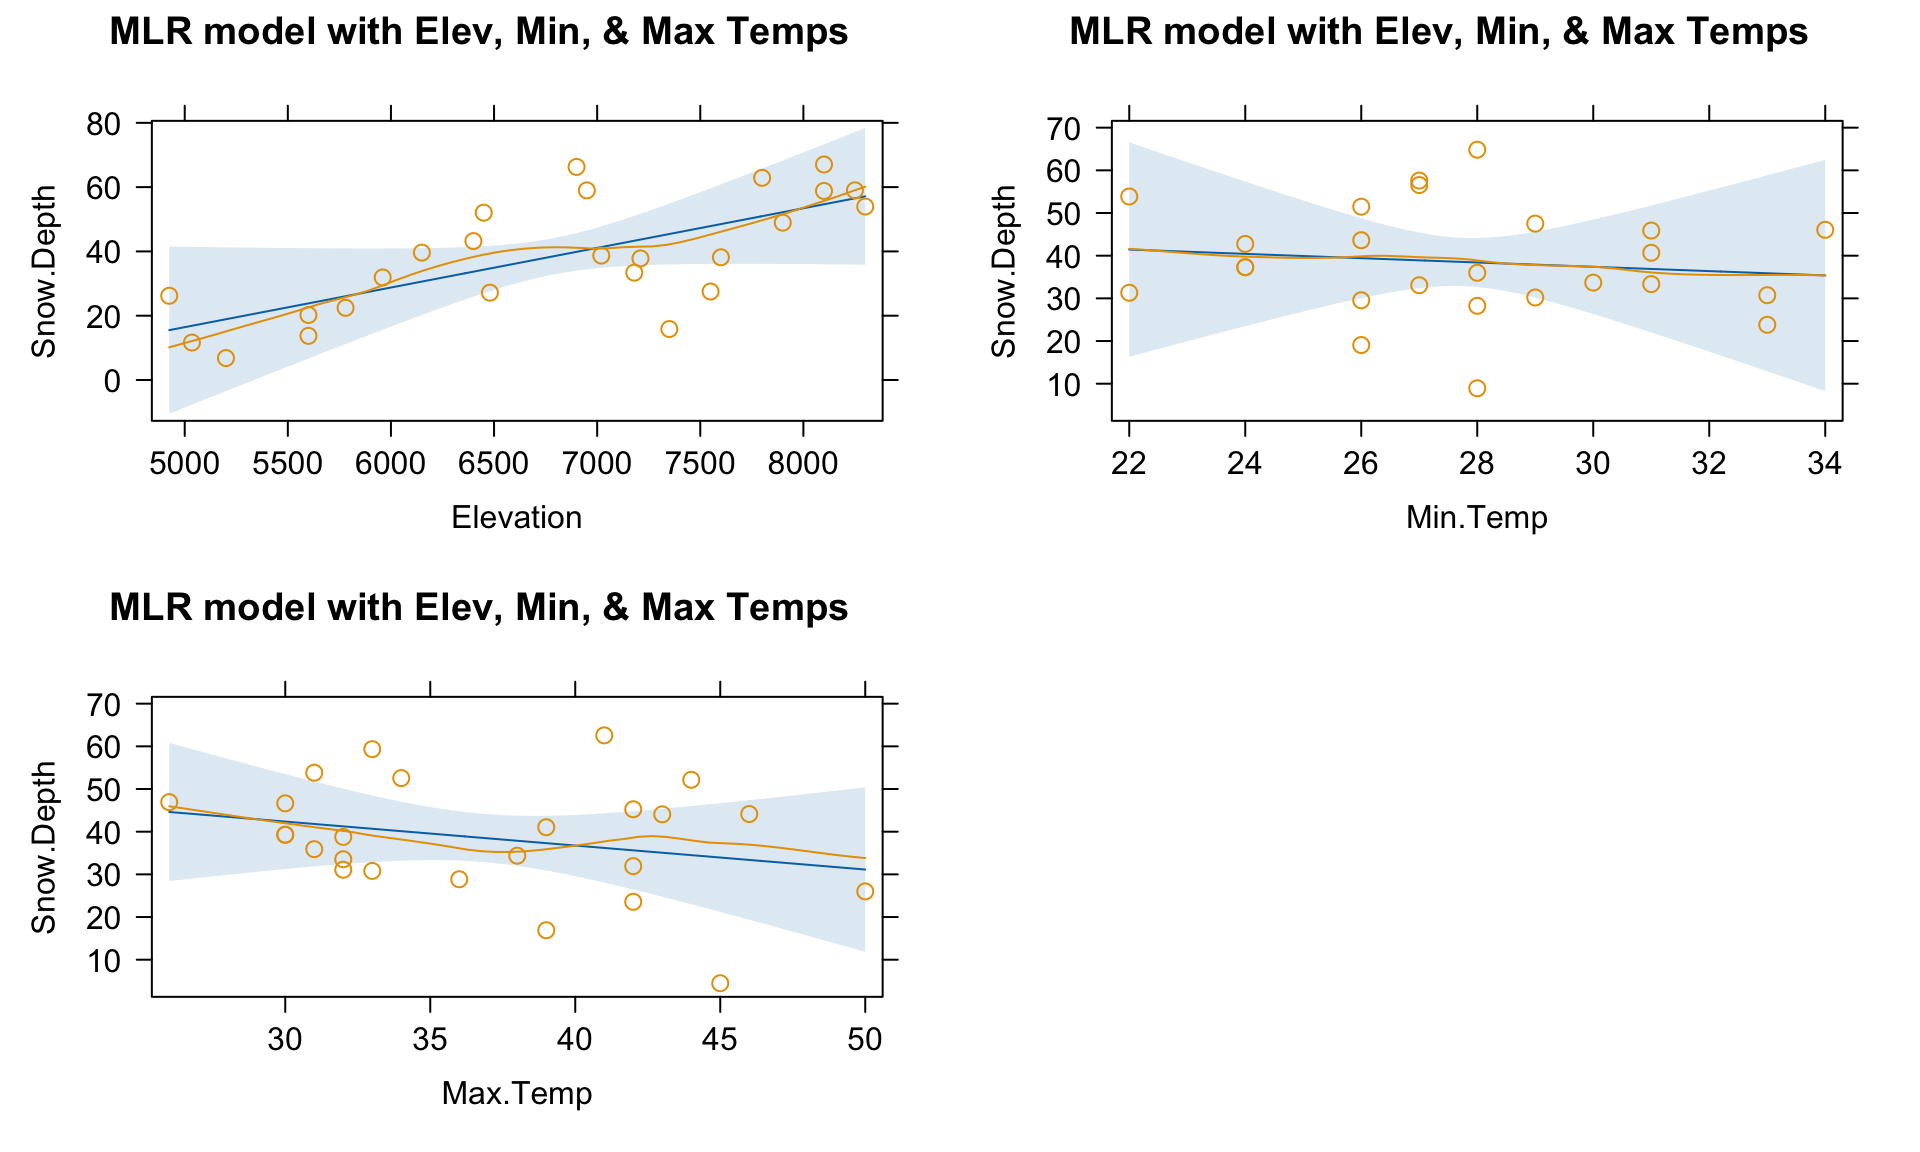 MLR model with Elev, Min, & Max Temps
Snow.Depth
80
60
40
20
0
5000 5500 6000 6500 7000 7500 8000
Elevation
MLR model with Elev, Min, & Max Temps
Snow.Depth
70
60
50
40
30
20
10
22 24 26 28 30 32 34
Min.Temp
MLR model with Elev, Min, & Max Temps
Snow.Depth
70
60
50
40
30
20
10
30 35 40 45 50
Max.Temp